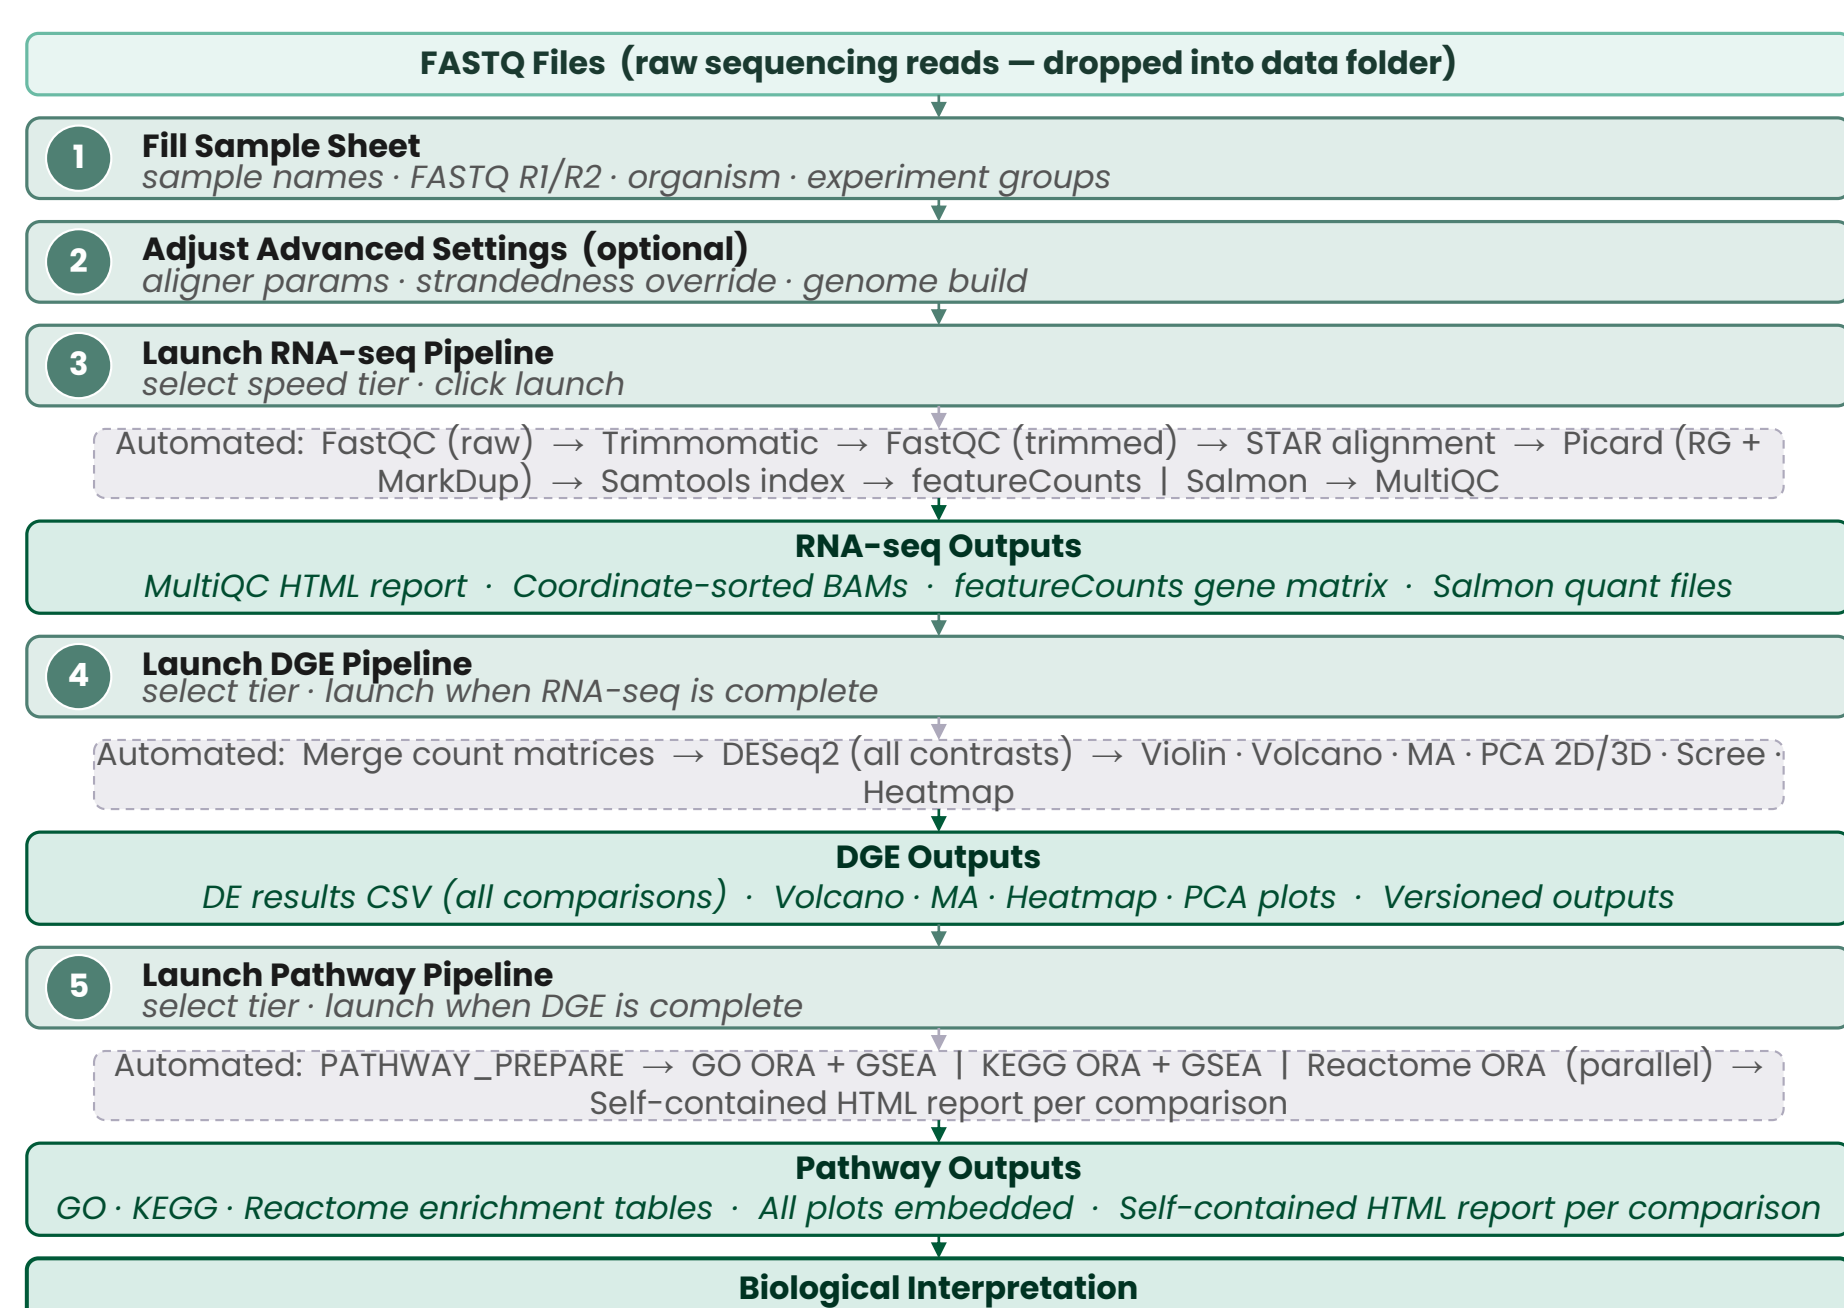 FASTQ Files (raw sequencing reads — dropped into data folder)
1
Fill Sample Sheet
sample names · FASTQ R1/R2 · organism · experiment groups
2
Adjust Advanced Settings (optional)
aligner params · strandedness override · genome build
3
Launch RNA-seq Pipeline
select speed tier · click launch
Automated: FastQC (raw) → Trimmomatic → FastQC (trimmed) → STAR alignment → Picard (RG +
MarkDup) → Samtools index → featureCounts | Salmon → MultiQC
RNA-seq Outputs
MultiQC HTML report · Coordinate-sorted BAMs · featureCounts gene matrix · Salmon quant files
4
Launch DGE Pipeline
select tier · launch when RNA-seq is complete
Automated: Merge count matrices → DESeq2 (all contrasts) → Violin · Volcano · MA · PCA 2D/3D · Scree ·
Heatmap
DGE Outputs
DE results CSV (all comparisons) · Volcano · MA · Heatmap · PCA plots · Versioned outputs
5
Launch Pathway Pipeline
select tier · launch when DGE is complete
Automated: PATHWAY_PREPARE → GO ORA + GSEA | KEGG ORA + GSEA | Reactome ORA (parallel) →
Self-contained HTML report per comparison
Pathway Outputs
GO · KEGG · Reactome enrichment tables · All plots embedded · Self-contained HTML report per comparison
Biological Interpretation